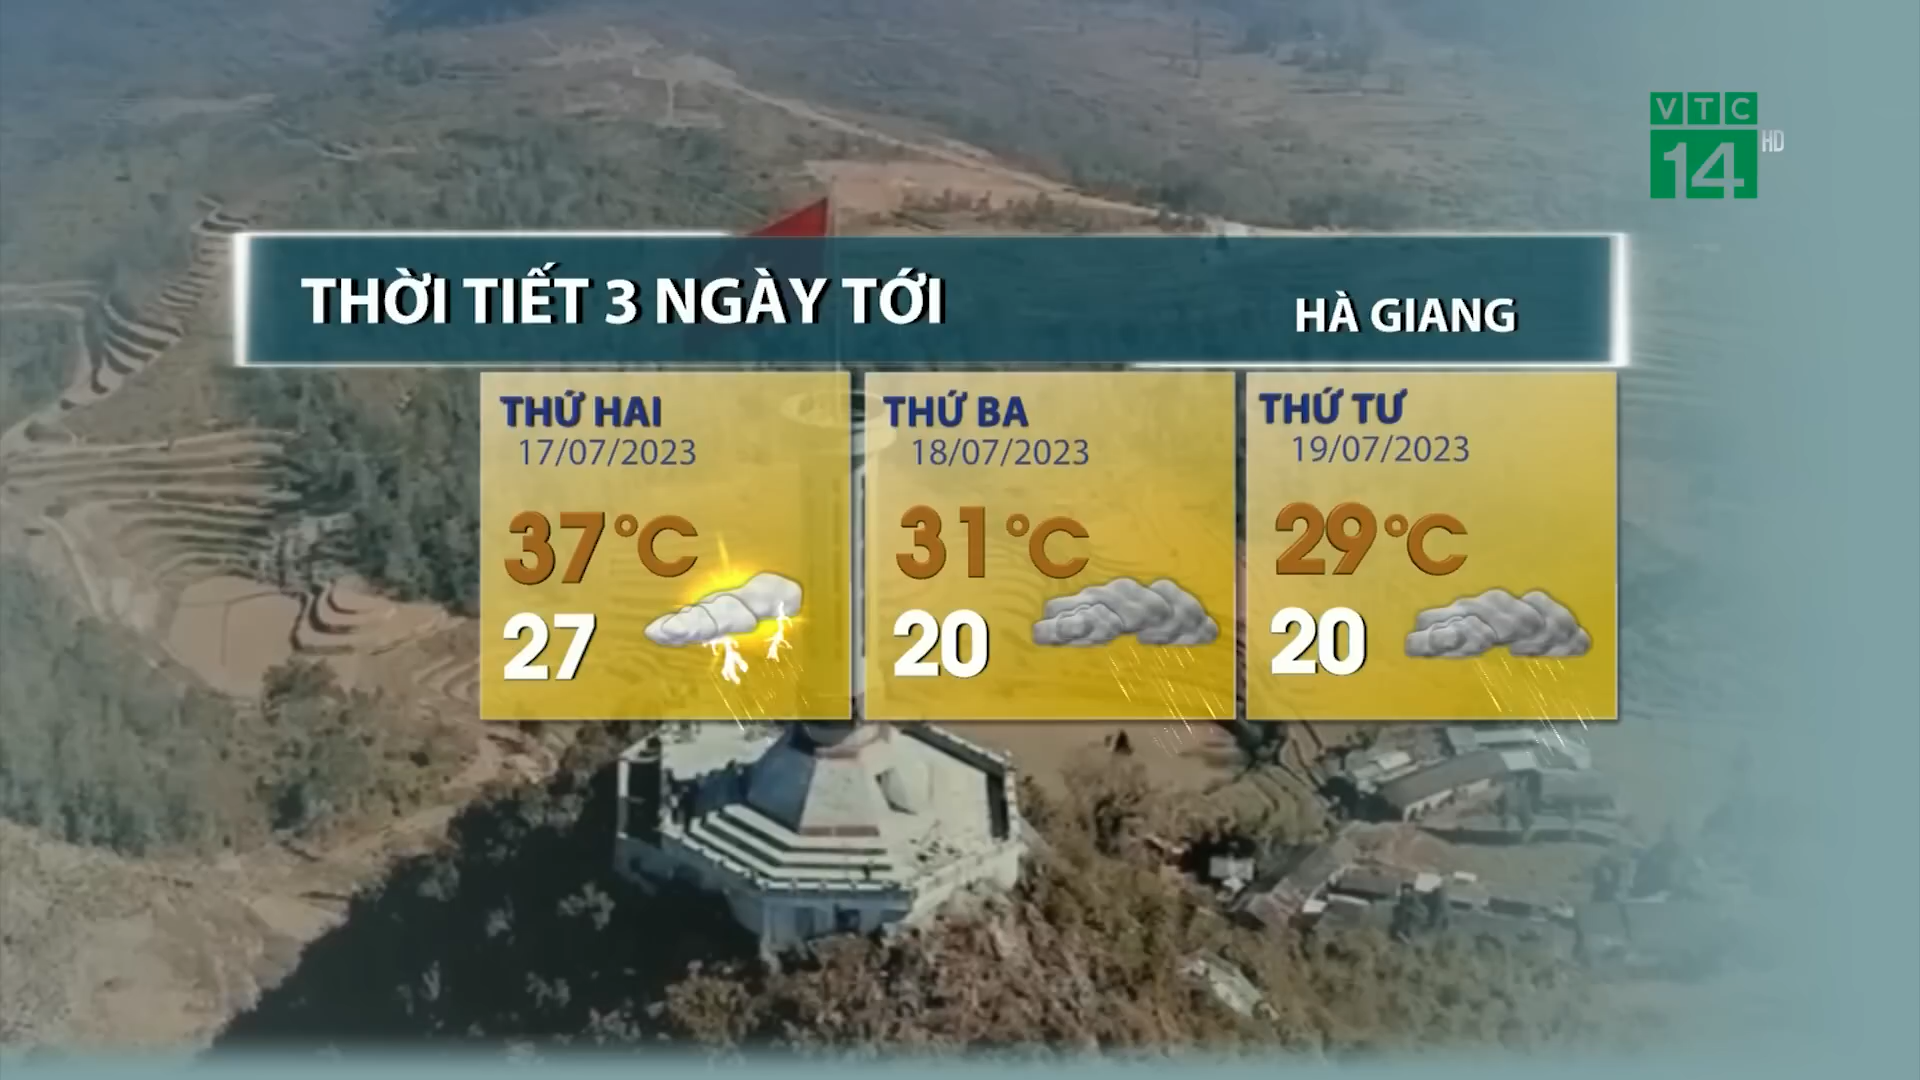 VTC
14 HD
THỜI TIẾT 3 NGÀY TỚI
HÀ GIANG
THỨ HAI
17/07/2023
37°C
27
THỨ BA
18/07/2023
31°C
20
THỨ TƯ
19/07/2023
29°C
20